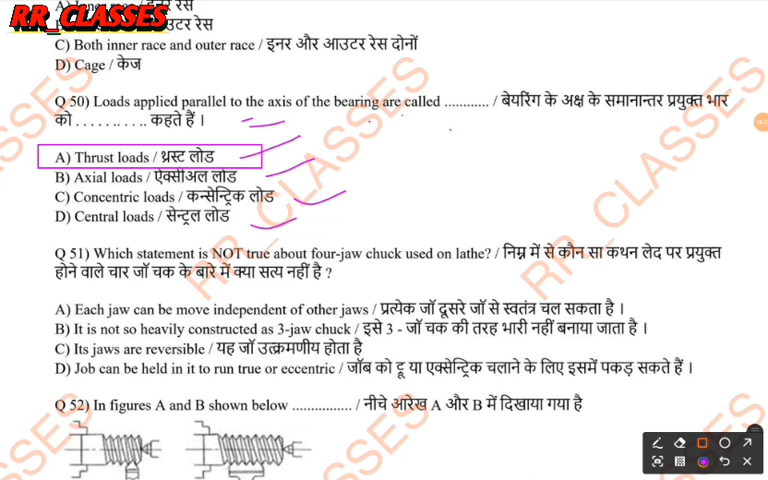 A) Inner race / इनर रेस
RR_CLASSES
उटर रेस
C) Both inner race and outer race / इनर और आउटर रेस दोनों
D) Cage / केज
Q 50) Loads applied parallel to the axis of the bearing are called ............ / बेयरिंग के अक्ष के समानान्तर प्रयुक्त भार
को . . . . . .. . .. . कहते हैं ।
A) Thrust loads / थ्रस्ट लोड
B) Axial loads / ऐक्सीअल लोड
C) Concentric loads / कन्सेन्ट्रिक लोड
D) Central loads / सेन्ट्रल लोड
Q 51) Which statement is NOT true about four-jaw chuck used on lathe? / निम्न में से कौन सा कथन लेद पर प्रयुक्त
होने वाले चार जॉ चक के बारे में क्या सत्य नहीं है ?
A) Each jaw can be move independent of other jaws / प्रत्येक जॉ दूसरे जॉ से स्वतंत्र चल सकता है ।
B) It is not so heavily constructed as 3-jaw chuck / इसे 3 - जॉ चक की तरह भारी नहीं बनाया जाता है ।
C) Its jaws are reversible / यह जॉ उत्क्रमणीय होता है
D) Job can be held in it to run true or eccentric / जॉब को ट्रू या एक्सेन्ट्रिक चलाने के लिए इसमें पकड़ सकते हैं ।
Q 52) In figures A and B shown below ................ / नीचे आरेख A और B में दिखाया गया है